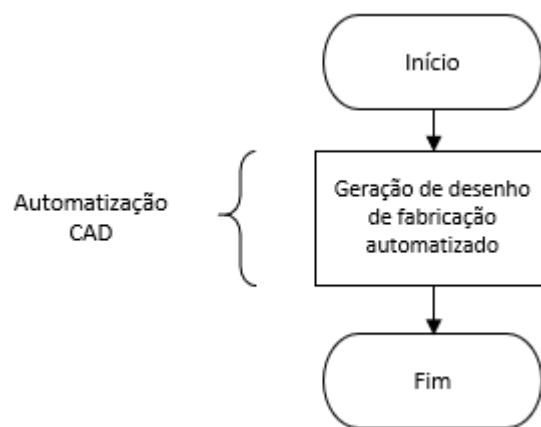 Início
Automatização
CAD
Geração de desenho
de fabricação
automatizado
Fim